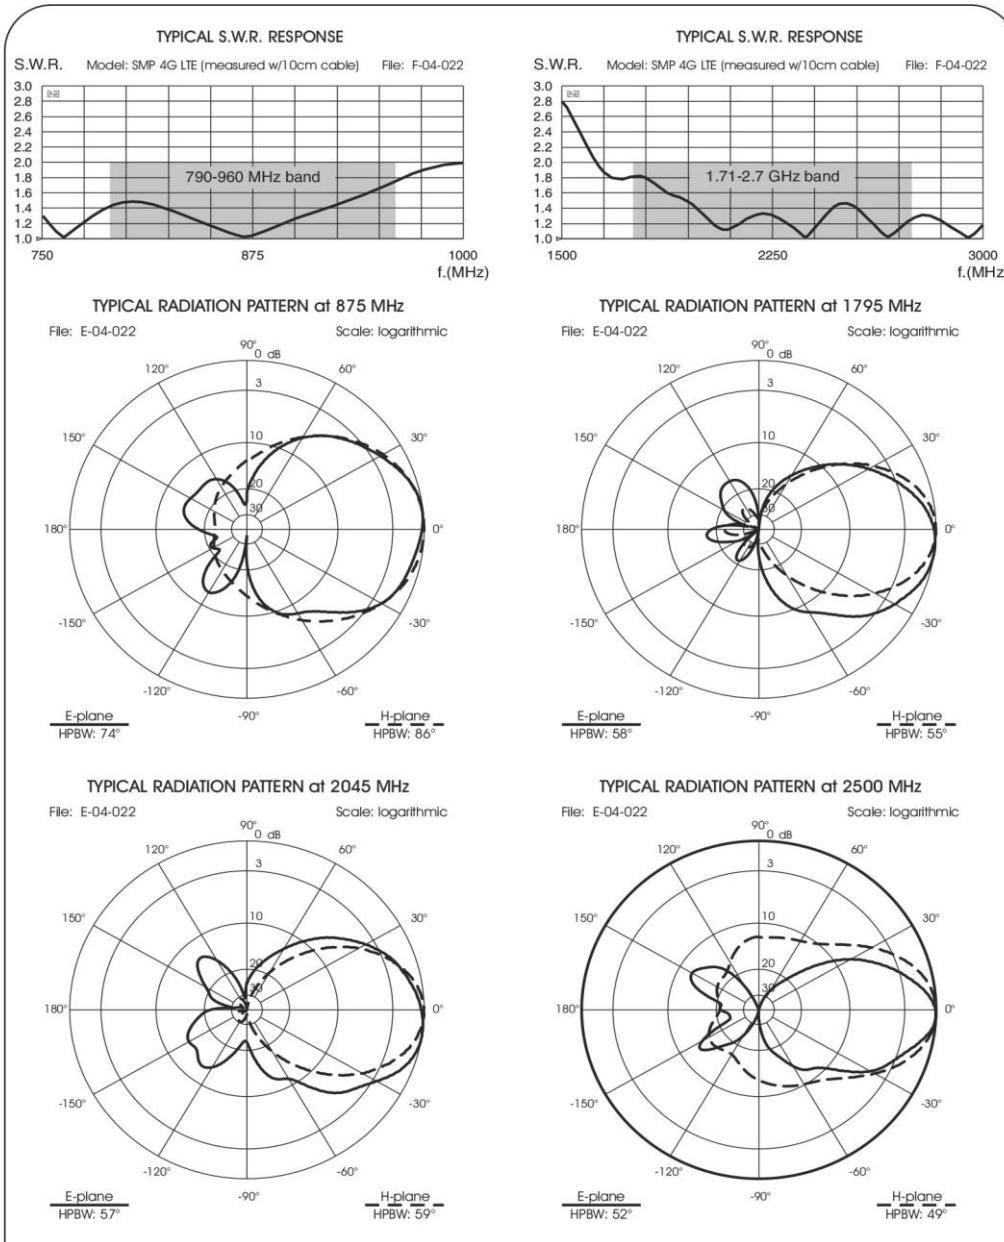 TYPICAL S.W.R. RESPONSE
S.W.R. Model: SMP 4G LTE (measured w/10cm cable) File: F-04-022
3.0
2.8
2.6
2.4
2.2
2.0
1.8
1.6
1.4
1.2
1.0
790-960 MHz band
750 875 1000
f.(MHz)
TYPICAL S.W.R. RESPONSE
S.W.R. Model: SMP 4G LTE (measured w/10cm cable) File: F-04-022
3.0
2.8
2.6
2.4
2.2
2.0
1.8
1.6
1.4
1.2
1.0
1.71-2.7 GHz band
1500 2250 3000
f.(MHz)
TYPICAL RADIATION PATTERN at 875 MHz
File: E-04-022 Scale: logarithmic
90°
0 dB
120° 60°
3
150° 30°
10
20
30
180° 0°
-150° -30°
-120° -60°
-90°
E-plane H-plane
HPBW: 74° HPBW: 86°
TYPICAL RADIATION PATTERN at 1795 MHz
File: E-04-022 Scale: logarithmic
90°
0 dB
120° 60°
3
150° 30°
10
20
30
180° 0°
-150° -30°
-120° -60°
-90°
E-plane H-plane
HPBW: 58° HPBW: 55°
TYPICAL RADIATION PATTERN at 2045 MHz
File: E-04-022 Scale: logarithmic
90°
0 dB
120° 60°
3
150° 30°
10
20
30
180° 0°
-150° -30°
-120° -60°
-90°
E-plane H-plane
HPBW: 57° HPBW: 59°
TYPICAL RADIATION PATTERN at 2500 MHz
File: E-04-022 Scale: logarithmic
90°
0 dB
120° 60°
3
150° 30°
10
20
30
180° 0°
-150° -30°
-120° -60°
-90°
E-plane H-plane
HPBW: 52° HPBW: 49°